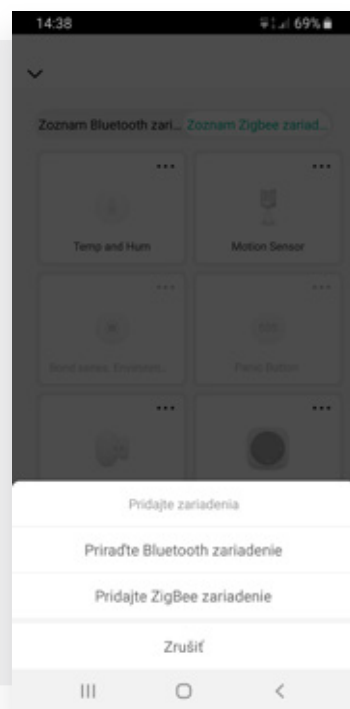 14:38
69%
Zoznam Bluetooth zari... Zoznam Zigbee zariad...
Temp and Hum
Motion Sensor
Panic Button
Pridajte zariadenia
Priraďte Bluetooth zariadenie
Pridajte ZigBee zariadenie
Zrušiť